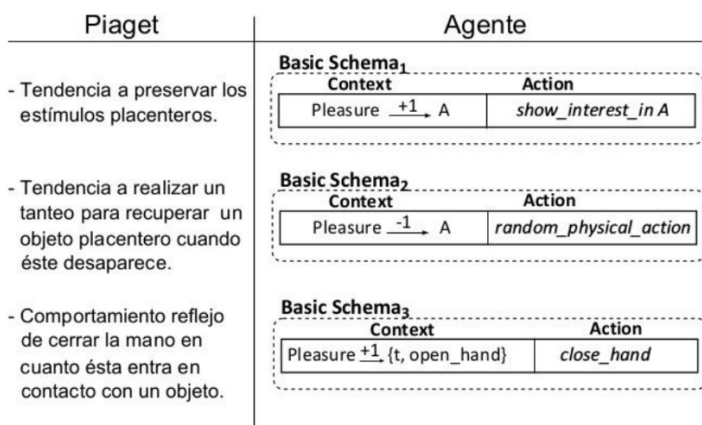 Piaget
Agente
- Tendencia a preservar los
estímulos placenteros.
Basic Schema₁
Context Action
Pleasure +1 A show_interest_in A
- Tendencia a realizar un
tanteo para recuperar un
objeto placentero cuando
éste desaparece.
Basic Schema₂
Context Action
Pleasure -1 A random_physical_action
- Comportamiento reflejo
de cerrar la mano en
cuanto ésta entra en
contacto con un objeto.
Basic Schema₃
Context Action
Pleasure +1 {t, open_hand} close_hand